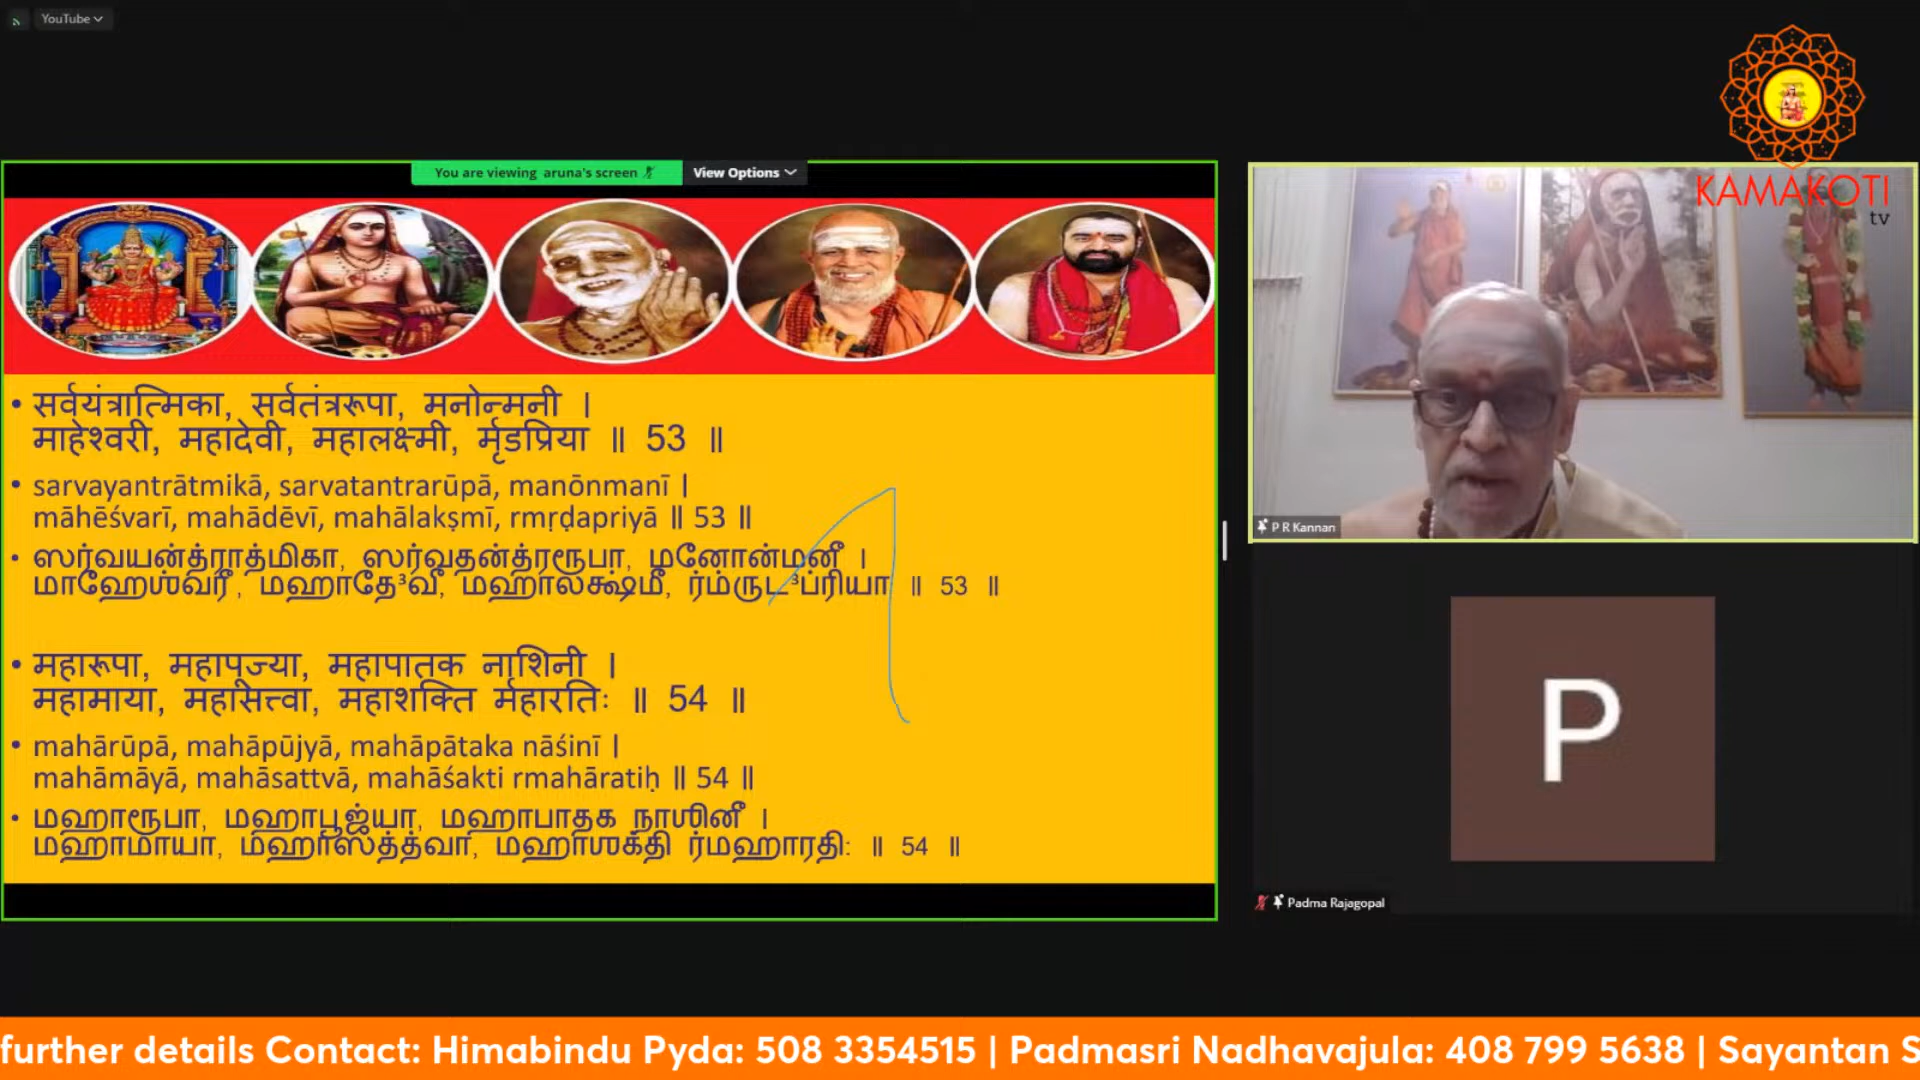 YouTube
KAMAKOTI
tv
You are viewing aruna's screen
View Options
• सर्वयंत्रात्मिका, सर्वतंत्ररूपा, मनोन्मनी |
माहेश्वरी, महादेवी, महालक्ष्मी, र्मृडप्रिया ॥ 53 ॥
• sarvayantrātmikā, sarvatantrarūpā, manōnmanī |
māhēśvarī, mahādēvī, mahālakṣmī, rmṛḍapriyā ॥ 53 ॥
• ஸர்வயன்த்ராத்மிகா, ஸர்வதன்த்ரரூபா, மனோன்மனீ |
மாஹேஶ்வரீ, மஹாதே³வீ, மஹாலக்ஷ்மீ, ர்ம்ருட³ப்ரியா ॥ 53 ॥
• महारूपा, महापूज्या, महापातक नाशिनी |
महामाया, महासत्त्वा, महाशक्ति र्महारतिः ॥ 54 ॥
• mahārūpā, mahāpūjyā, mahāpātaka nāśinī |
mahāmāyā, mahāsattvā, mahāśakti rmahāratiḥ ॥ 54 ॥
• மஹாரூபா, மஹாபூஜ்யா, மஹாபாதக நாஶினீ |
மஹாமாயா, மஹாஸத்த்வா, மஹாஶக்தி ர்மஹாரதி: ॥ 54 ॥
P R Kannan
P
Padma Rajagopal
further details Contact: Himabindu Pyda: 508 3354515 | Padmasri Nadhavajula: 408 799 5638 | Sayantan S